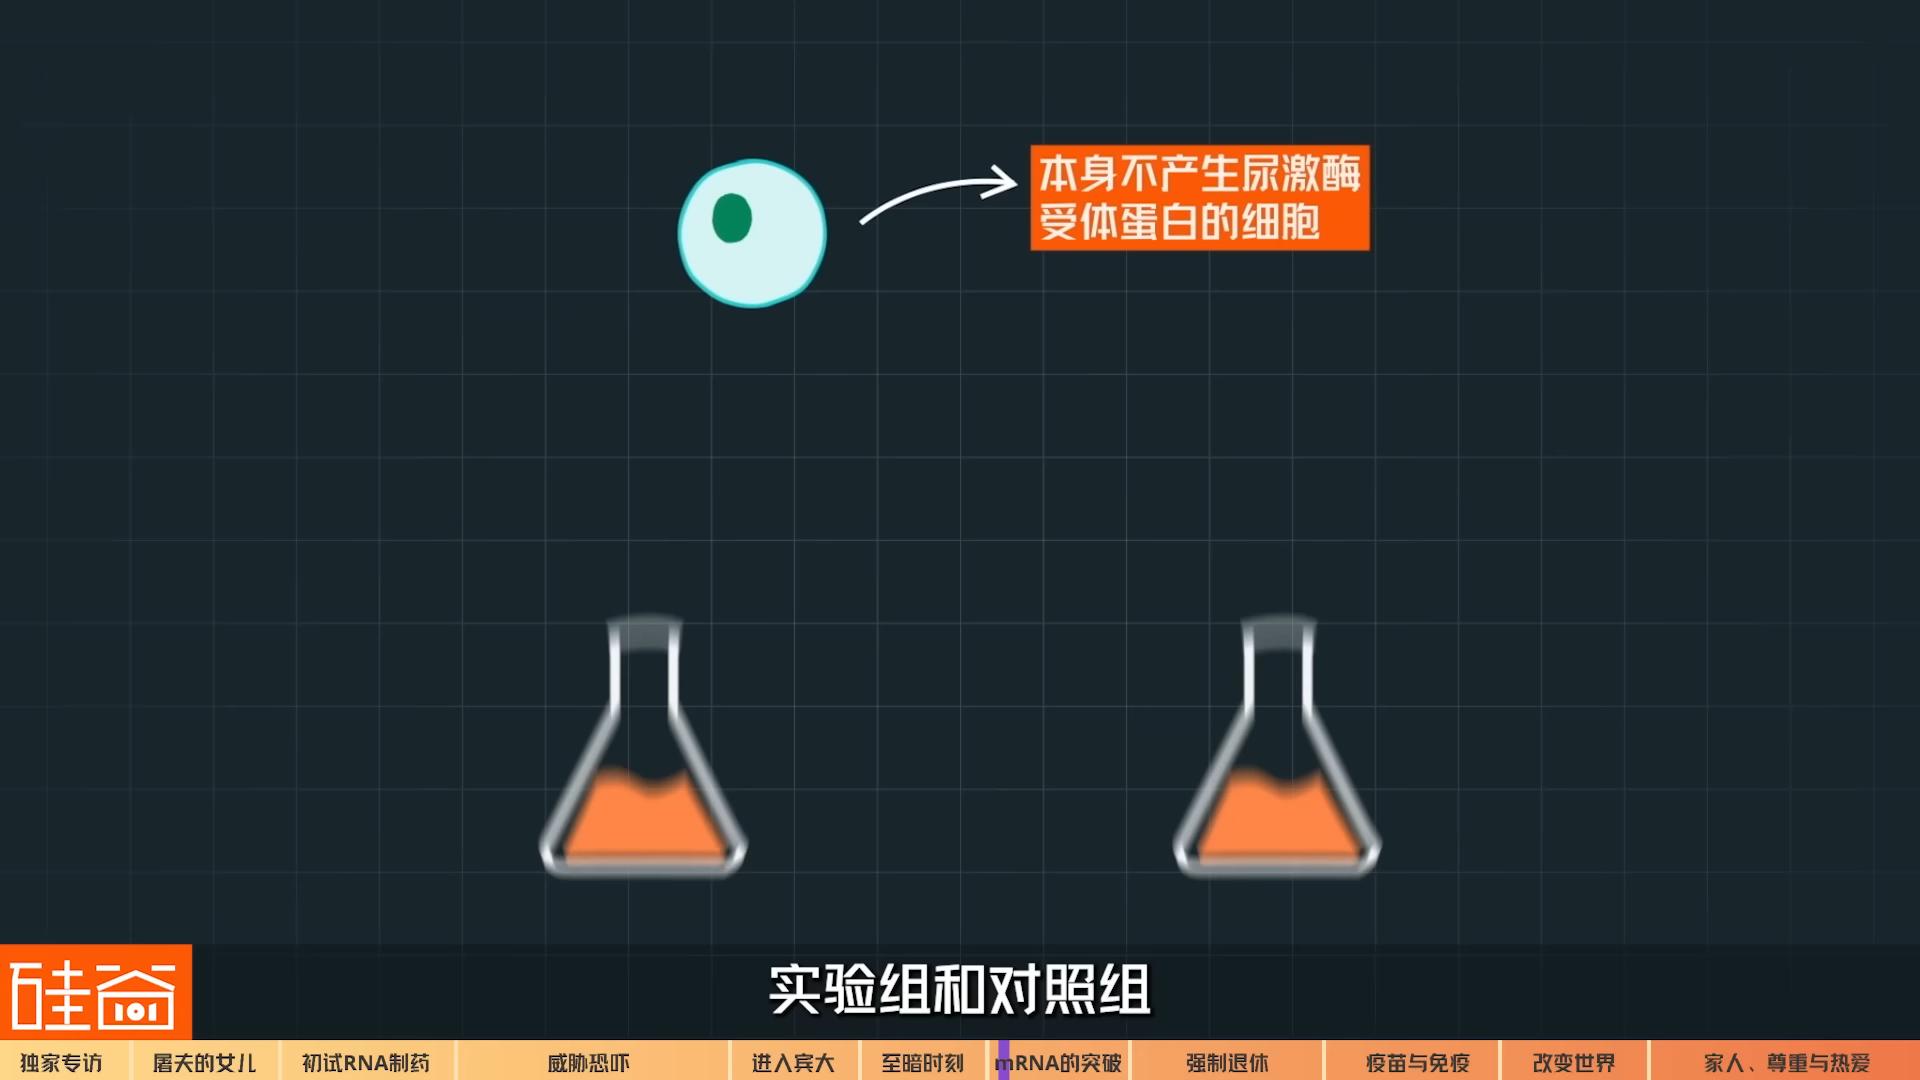 本身不产生尿激酶
受体蛋白的细胞
实验组和对照组
硅谷
101
独家专访
屠夫的女儿
初试RNA制药
威胁恐吓
进入宾大
至暗时刻
mRNA的突破
强制退休
疫苗与免疫
改变世界
家人、尊重与热爱